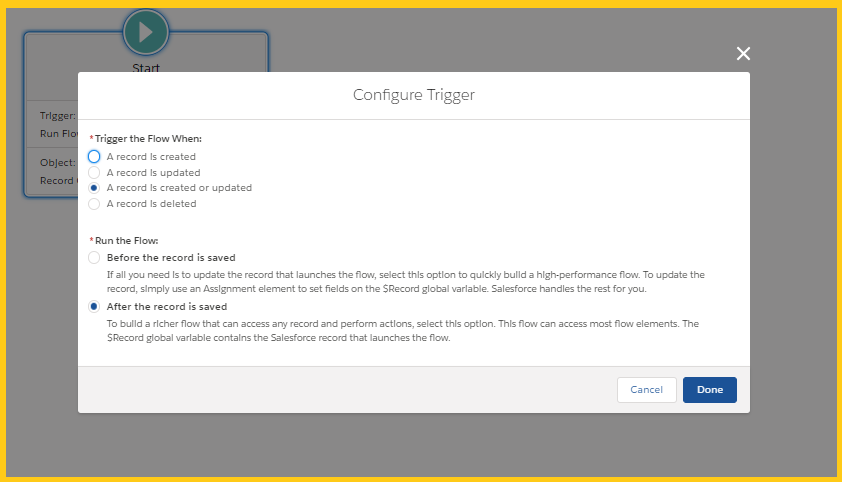 Start
Configure Trigger
Trigger:
Run Flo
Object:
Record
*Trigger the Flow When:
A record is created
A record is updated
A record is created or updated
A record is deleted
*Run the Flow:
Before the record is saved
If all you need is to update the record that launches the flow, select this option to quickly build a high-performance flow. To update the
record, simply use an Assignment element to set fields on the $Record global variable. Salesforce handles the rest for you.
After the record is saved
To build a richer flow that can access any record and perform actions, select this option. This flow can access most flow elements. The
$Record global variable contains the Salesforce record that launches the flow.
Cancel
Done